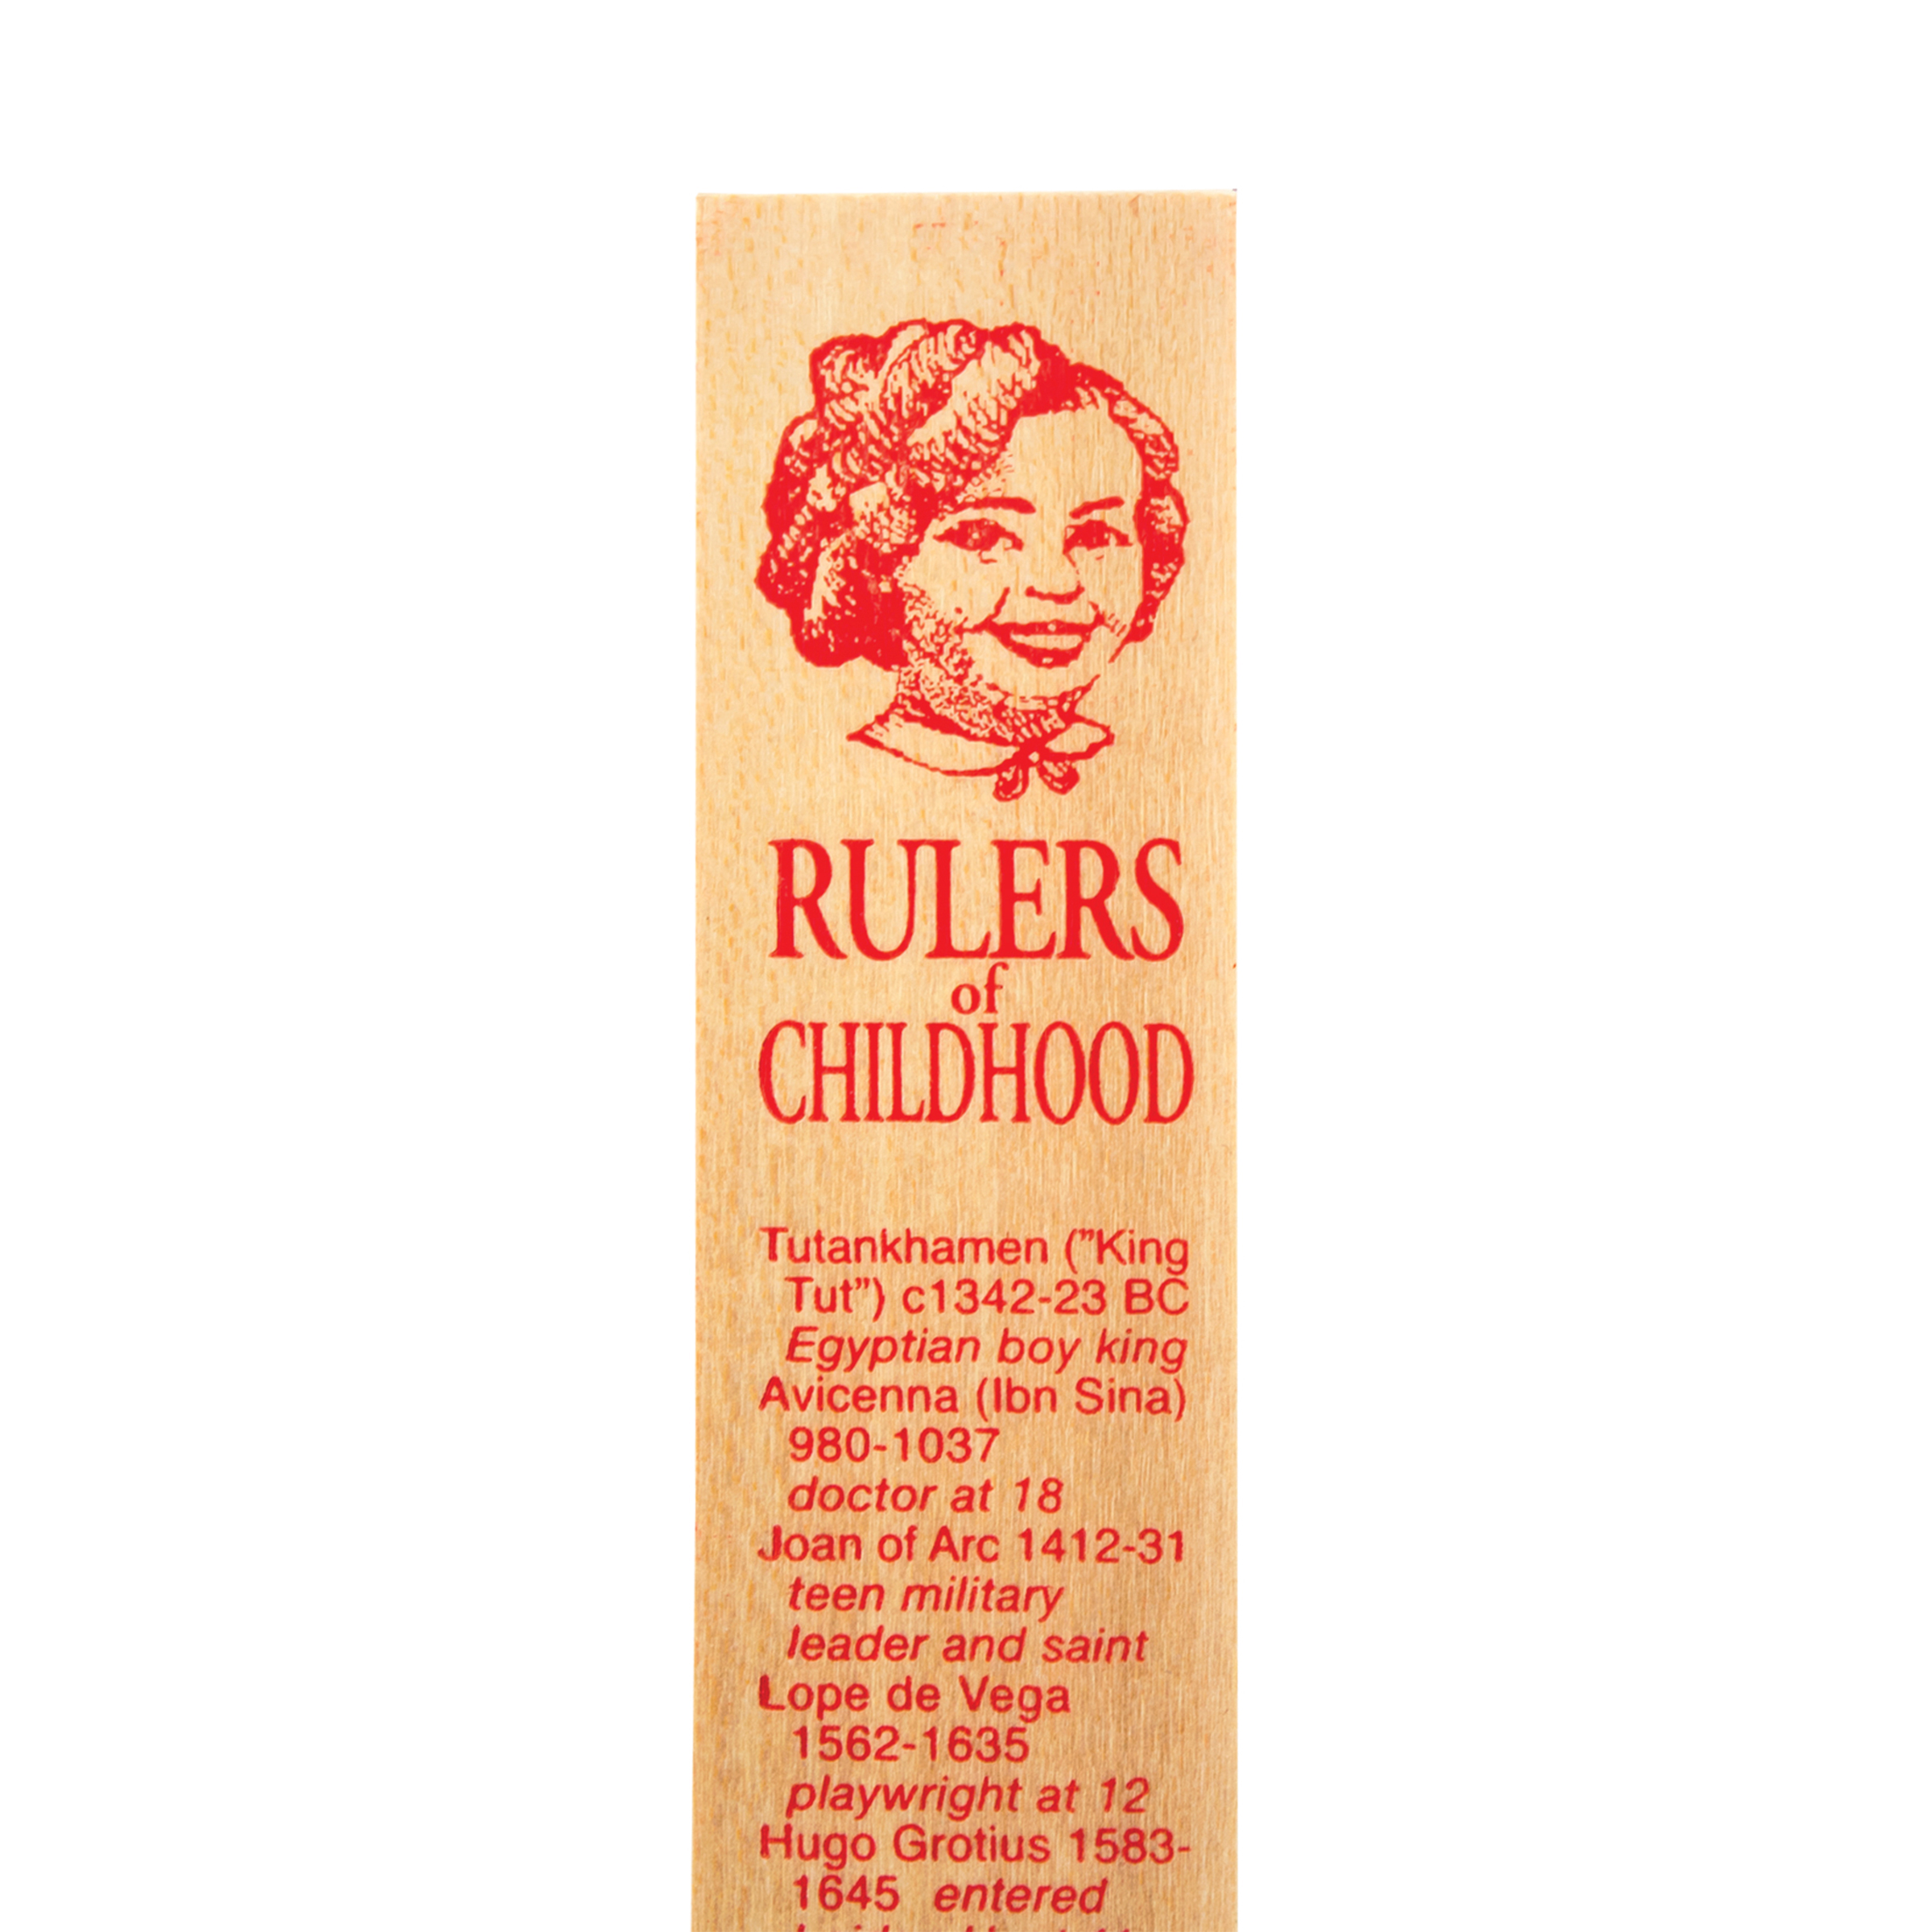 RULERS
of
CHILDHOOD
Tutankhamen (”King
Tut”) c1342-23 BC
Egyptian boy king
Avicenna (Ibn Sina)
980-1037
doctor at 18
Joan of Arc 1412-31
teen military
leader and saint
Lope de Vega
1562-1635
playwright at 12
Hugo Grotius 1583-
1645 entered